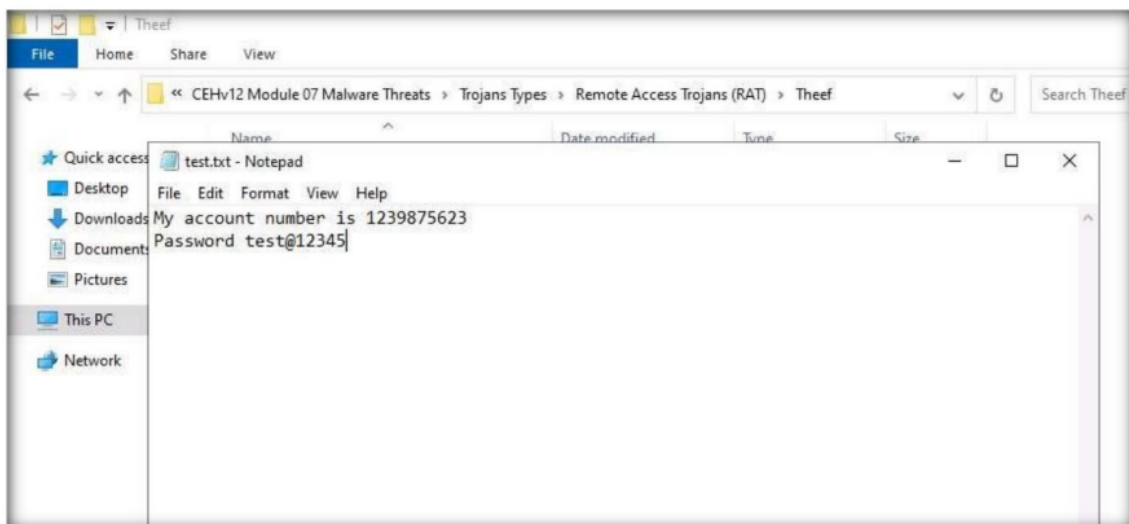 Theef
File Home Share View
« CEHv12 Module 07 Malware Threats › Trojans Types › Remote Access Trojans (RAT) › Theef
Search Theef
Name Date modified Type Size
Quick access
test.txt - Notepad
Desktop
File Edit Format View Help
Downloads
My account number is 1239875623
Documents
Password test@12345
Pictures
This PC
Network